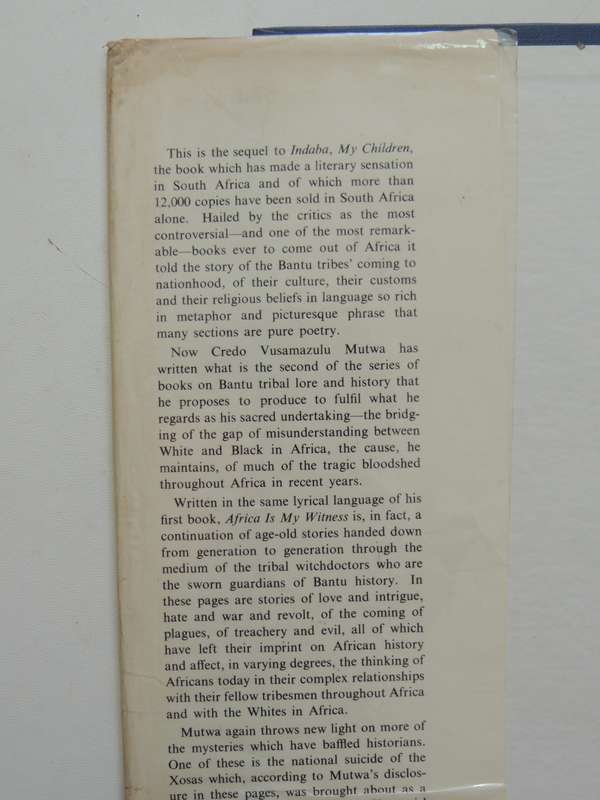 This is the sequel to Indaba, My Children,
the book which has made a literary sensation
in South Africa and of which more than
12,000 copies have been sold in South Africa
alone. Hailed by the critics as the most
controversial—and one of the most remark-
able—books ever to come out of Africa it
told the story of the Bantu tribes' coming to
nationhood, of their culture, their customs
and their religious beliefs in language so rich
in metaphor and picturesque phrase that
many sections are pure poetry.
Now Credo Vusamazulu Mutwa has
written what is the second of the series of
books on Bantu tribal lore and history that
he proposes to produce to fulfil what he
regards as his sacred undertaking—the bridg-
ing of the gap of misunderstanding between
White and Black in Africa, the cause, he
maintains, of much of the tragic bloodshed
throughout Africa in recent years.
Written in the same lyrical language of his
first book, Africa Is My Witness is, in fact, a
continuation of age-old stories handed down
from generation to generation through the
medium of the tribal witchdoctors who are
the sworn guardians of Bantu history. In
these pages are stories of love and intrigue,
hate and war and revolt, of the coming of
plagues, of treachery and evil, all of which
have left their imprint on African history
and affect, in varying degrees, the thinking of
Africans today in their complex relationships
with their fellow tribesmen throughout Africa
and with the Whites in Africa.
Mutwa again throws new light on more of
the mysteries which have baffled historians.
One of these is the national suicide of the
Xosas which, according to Mutwa's disclos-
ure in these pages, was brought about as a